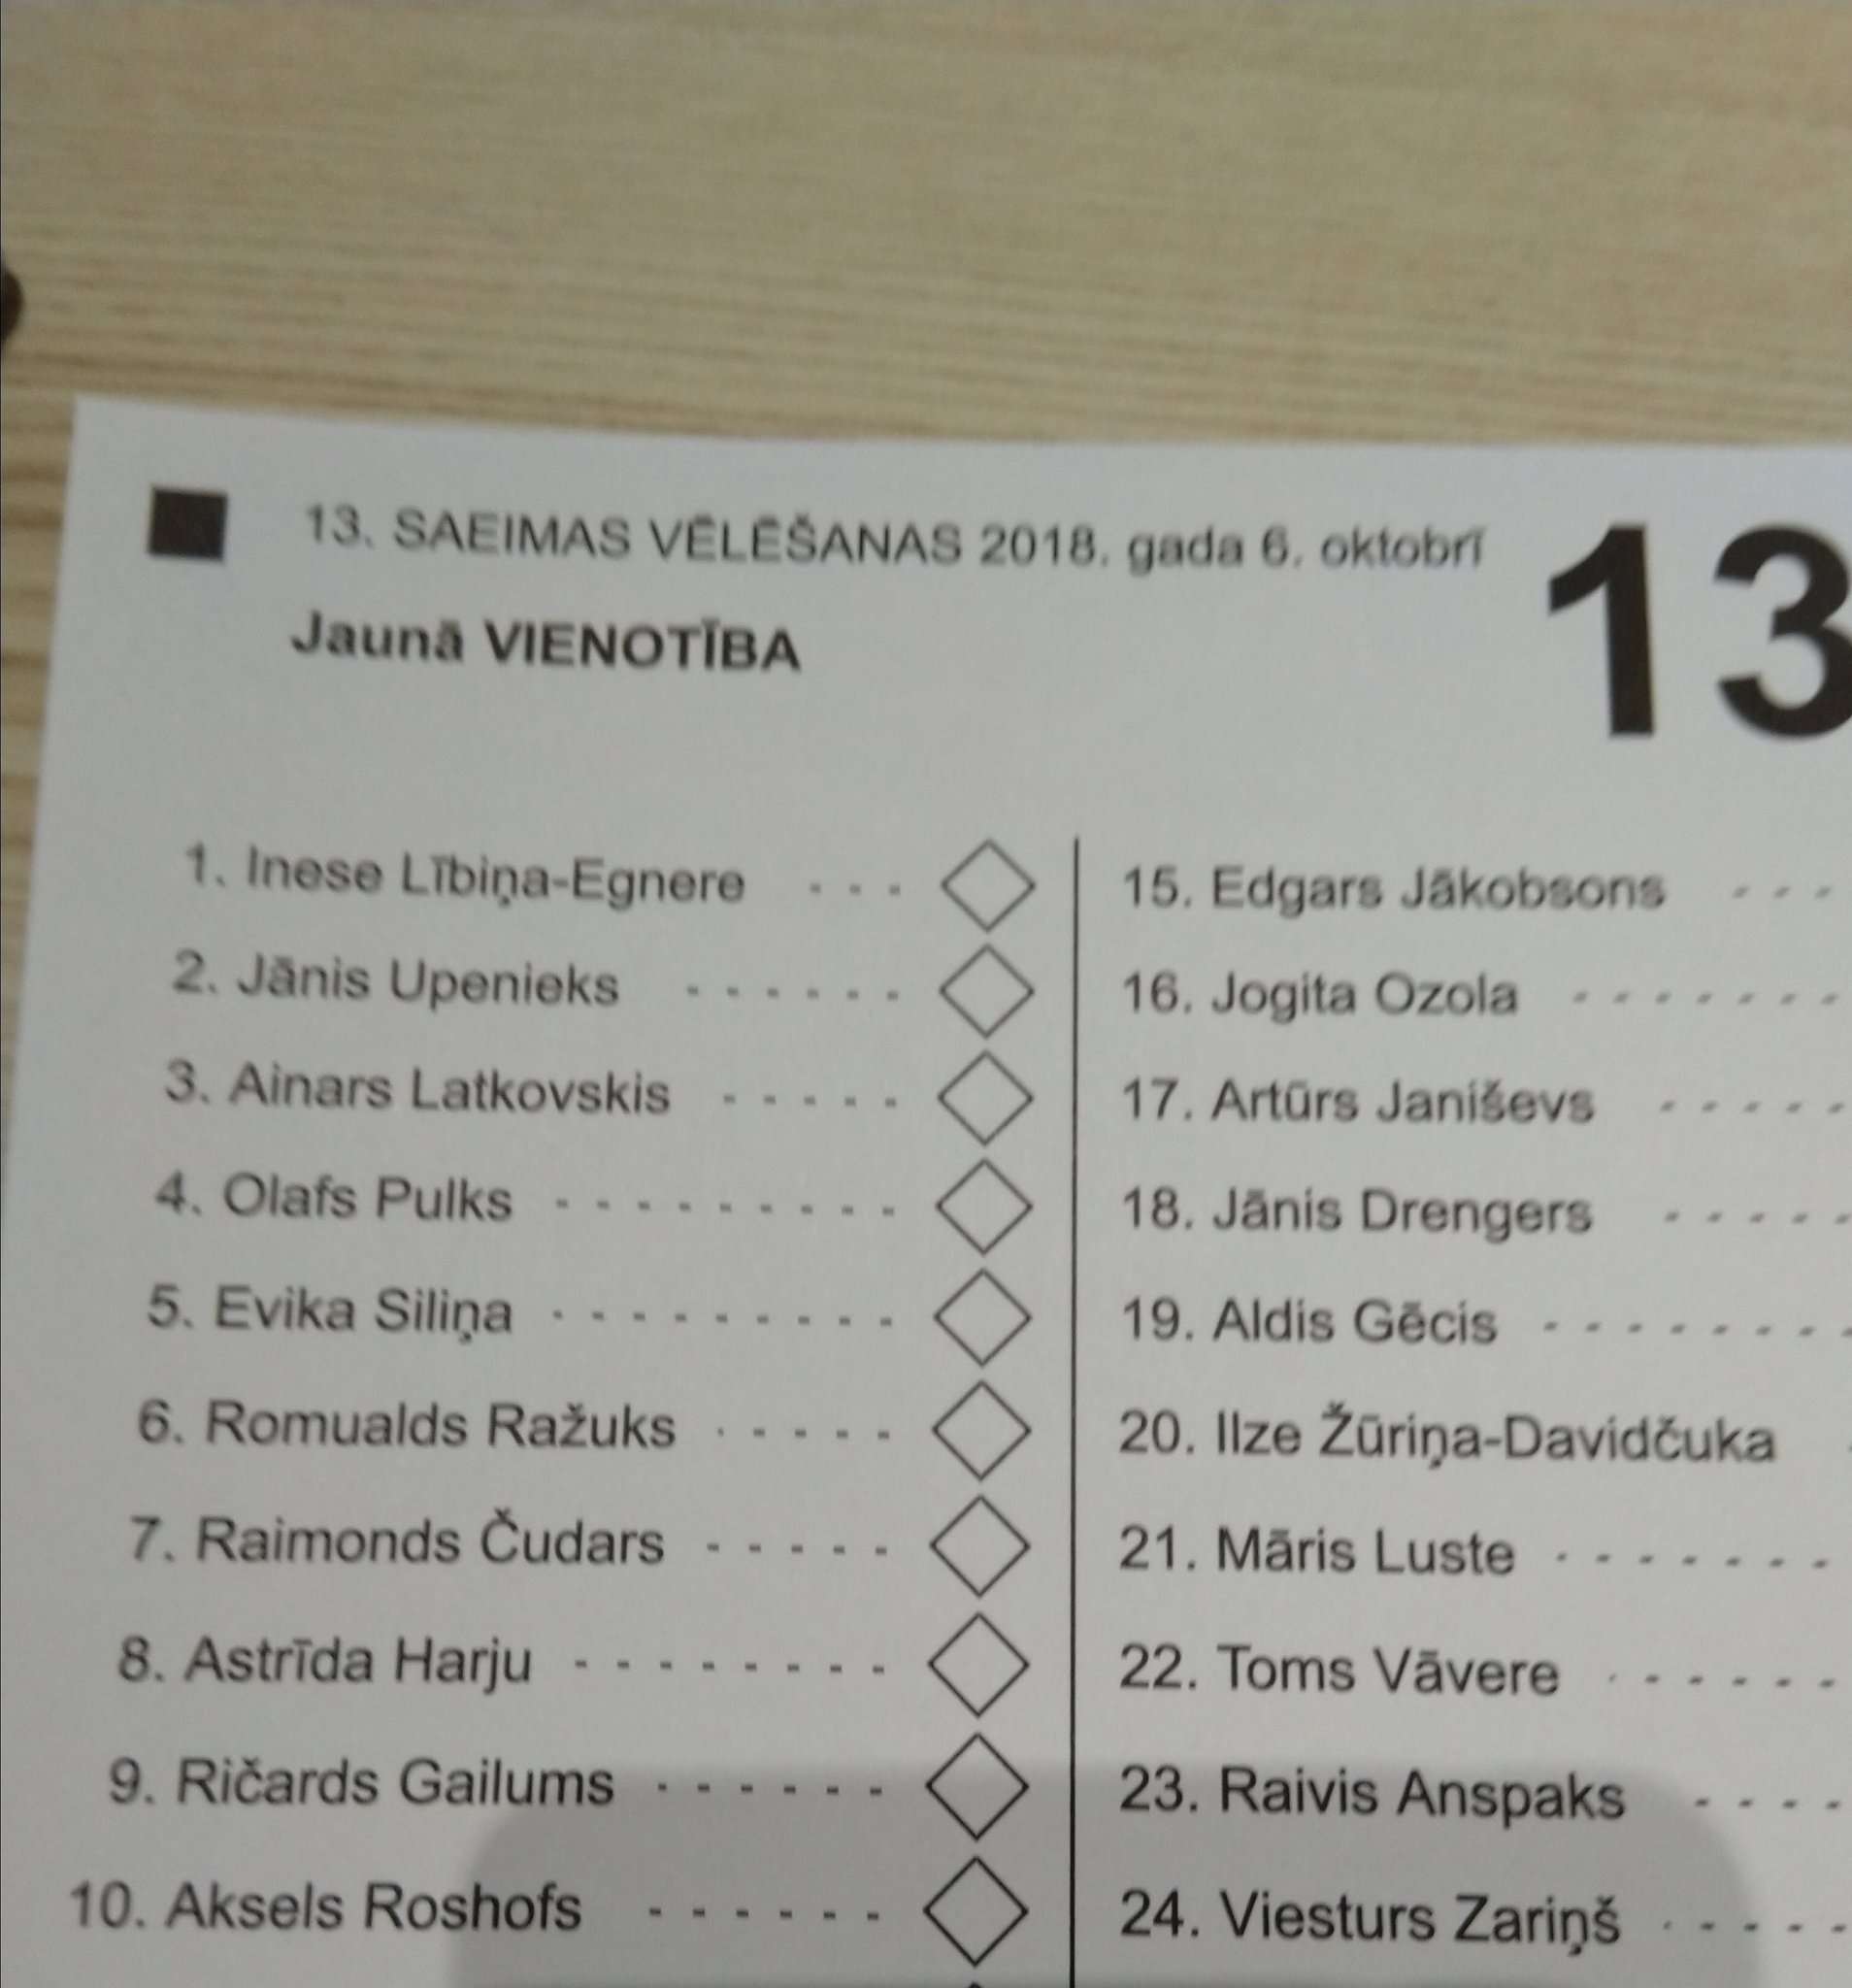 13. SAEIMAS VĒLĒŠANAS 2018. gada 6. oktobrī
13
Jaunā VIENOTĪBA
1. Inese Lībiņa-Egnere
2. Jānis Upenieks
3. Ainars Latkovskis
4. Olafs Pulks
5. Evika Siliņa
6. Romualds Ražuks
7. Raimonds Čudars
8. Astrīda Harju
9. Ričards Gailums
10. Aksels Roshofs
15. Edgars Jākobsons
16. Jogita Ozola
17. Artūrs Janiševs
18. Jānis Drengers
19. Aldis Gēcis
20. Ilze Žūriņa-Davidčuka
21. Māris Luste
22. Toms Vāvere
23. Raivis Anspaks
24. Viesturs Zariņš